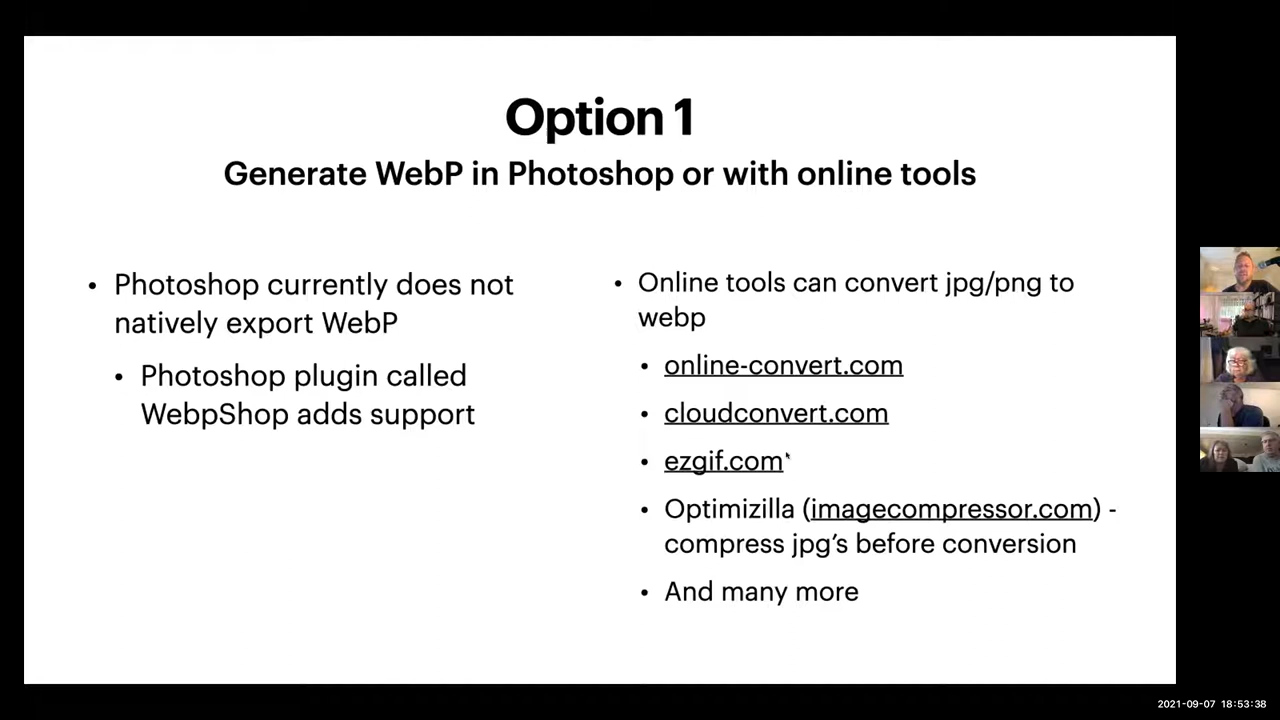 Option 1
Generate WebP in Photoshop or with online tools
• Photoshop currently does not
natively export WebP
• Photoshop plugin called
WebpShop adds support
• Online tools can convert jpg/png to
webp
• online-convert.com
• cloudconvert.com
• ezgif.com
• Optimizilla (imagecompressor.com) -
compress jpg’s before conversion
• And many more
2021-09-07 18:53:38